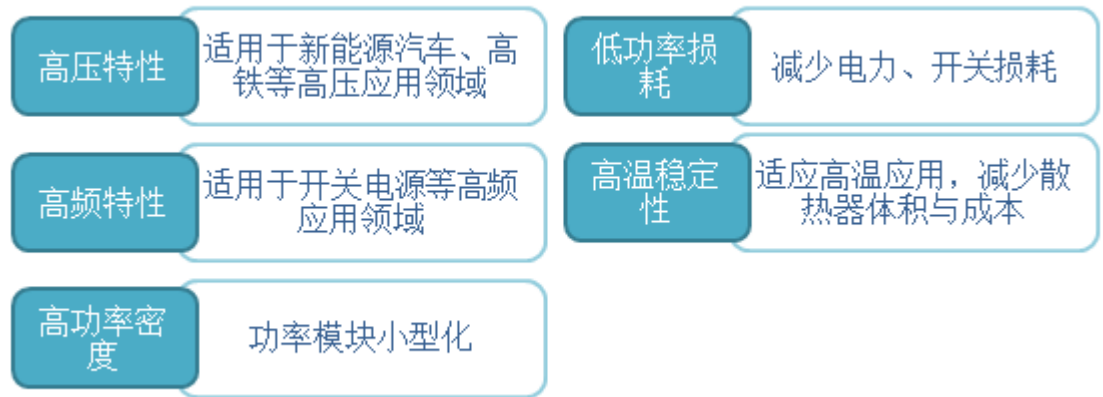 高压特性
适用于新能源汽车、高
铁等高压应用领域
低功率损
耗
减少电力、开关损耗
高频特性
适用于开关电源等高频
应用领域
高温稳定
性
适应高温应用，减少散
热器体积与成本
高功率密
度
功率模块小型化